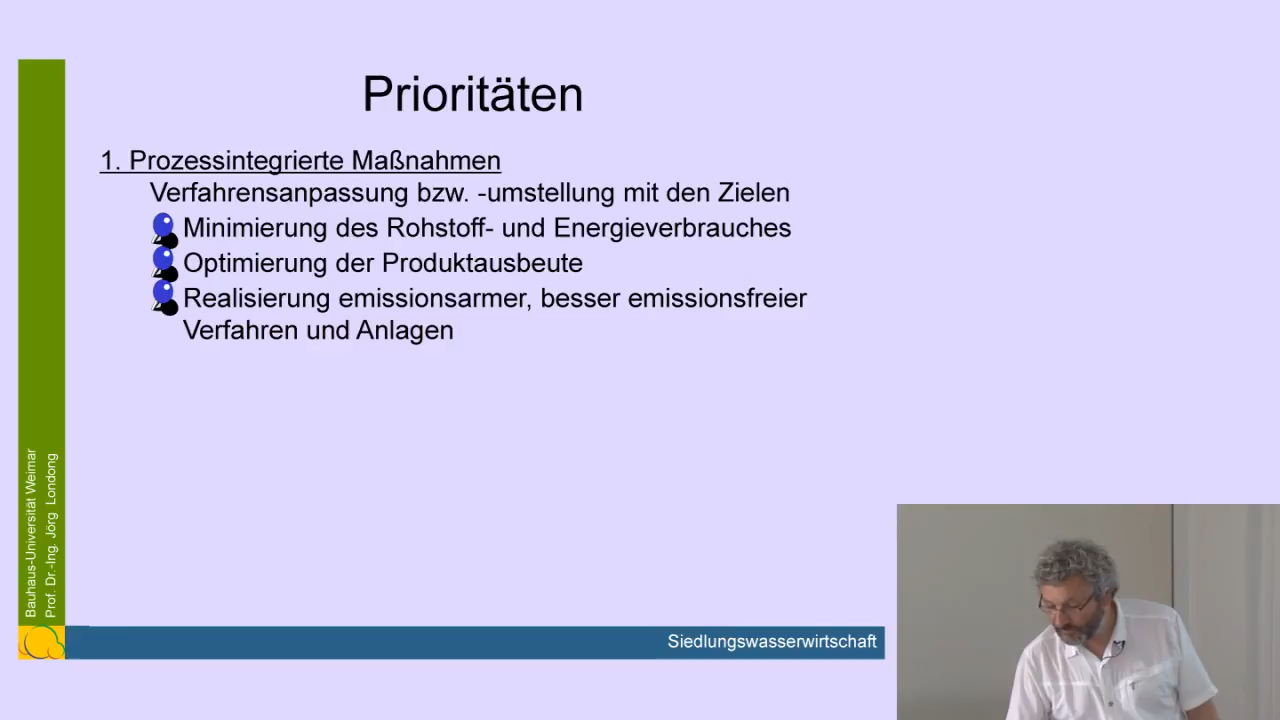 Prioritäten
1. Prozessintegrierte Maßnahmen
Verfahrensanpassung bzw. -umstellung mit den Zielen
Minimierung des Rohstoff- und Energieverbrauches
Optimierung der Produktausbeute
Realisierung emissionsarmer, besser emissionsfreier
Verfahren und Anlagen
Bauhaus-Universität Weimar
Prof. Dr.-Ing. Jörg Londong
Siedlungswasserwirtschaft